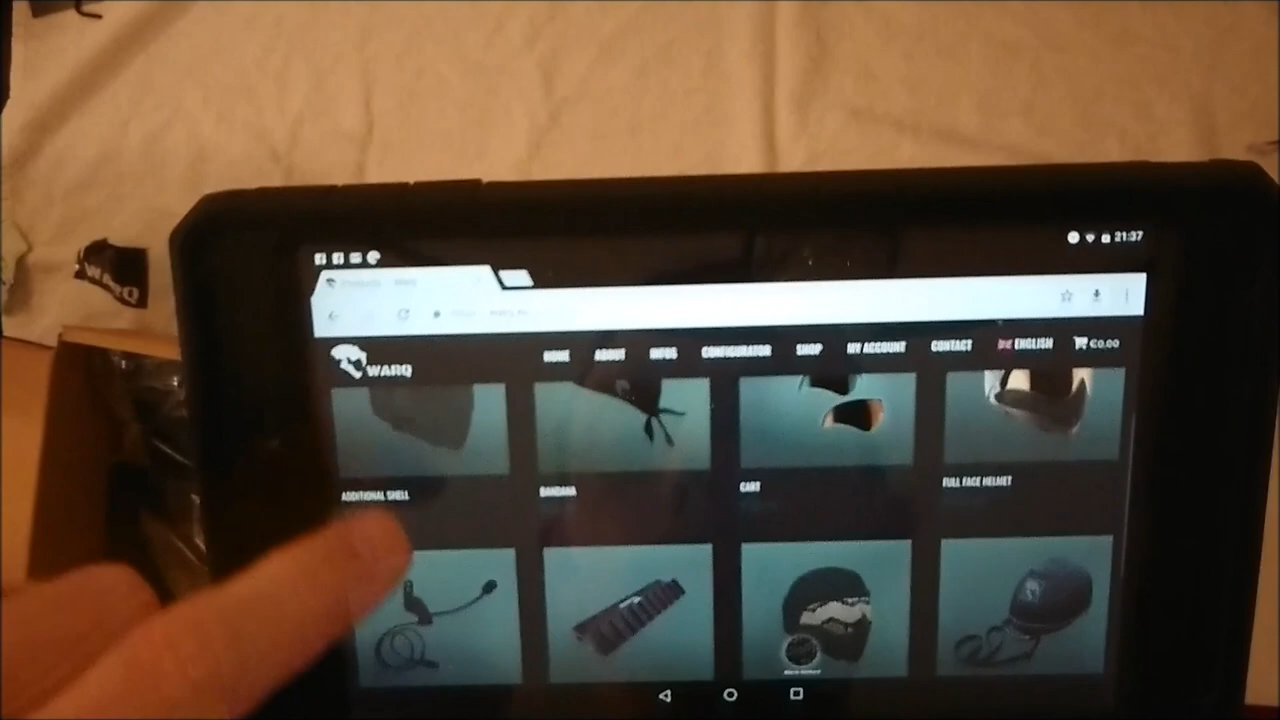 21:37
WARQ
HOME ABOUT INFOS CONFIGURATOR SHOP MY ACCOUNT CONTACT ENGLISH €0.00
WARQ
ADDITIONAL SHELL BANDANA CART FULL FACE HELMET